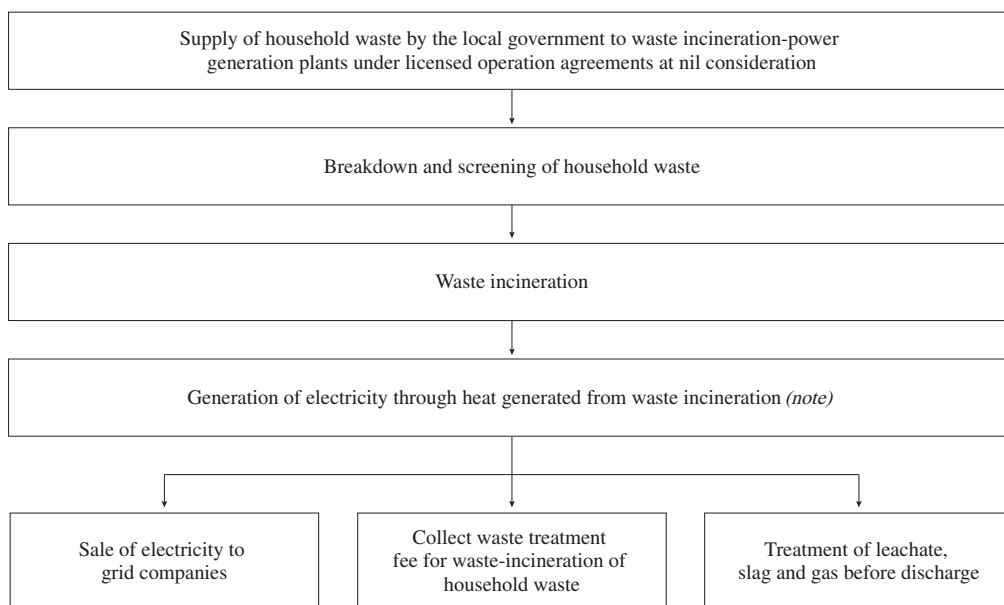 Supply of household waste by the local government to waste incineration-power
generation plants under licensed operation agreements at nil consideration
Breakdown and screening of household waste
Waste incineration
Generation of electricity through heat generated from waste incineration (note)
Sale of electricity to
grid companies
Collect waste treatment
fee for waste-incineration of
household waste
Treatment of leachate,
slag and gas before discharge